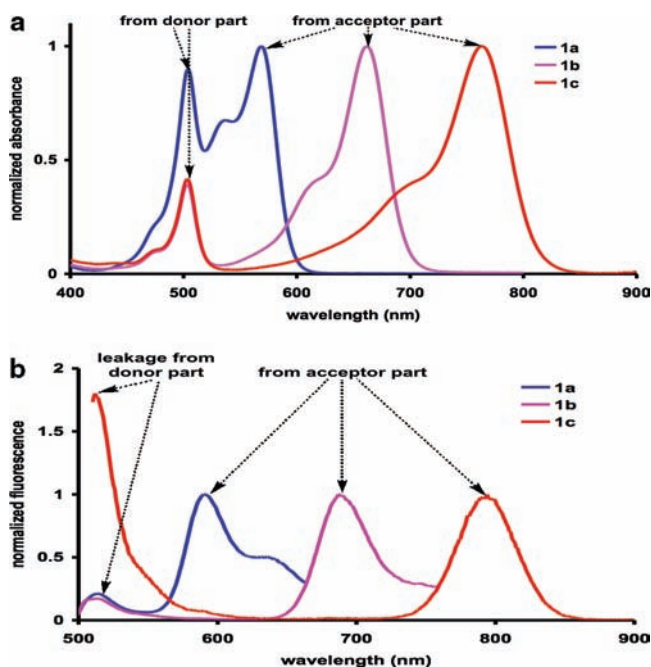 a
from donor part
from acceptor part
1a
1b
1c
normalized absorbance
1
0.5
0
400
500
600
700
800
900
wavelength (nm)
b
leakage from
donor part
from acceptor part
1a
1b
1c
normalized fluorescence
2
1.5
1
0.5
0
500
600
700
800
900
wavelength (nm)